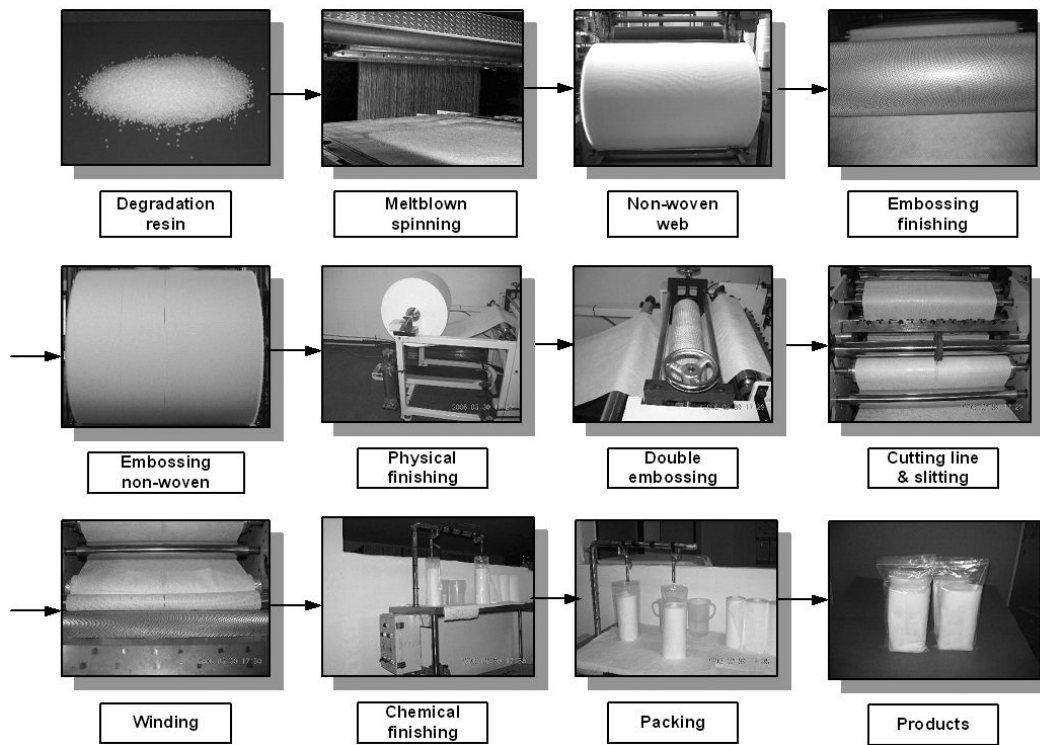 Degradation
resin
Meltblown
spinning
Non-woven
web
Embossing
finishing
Embossing
non-woven
Physical
finishing
Double
embossing
Cutting line
& slitting
Winding
Chemical
finishing
Packing
Products